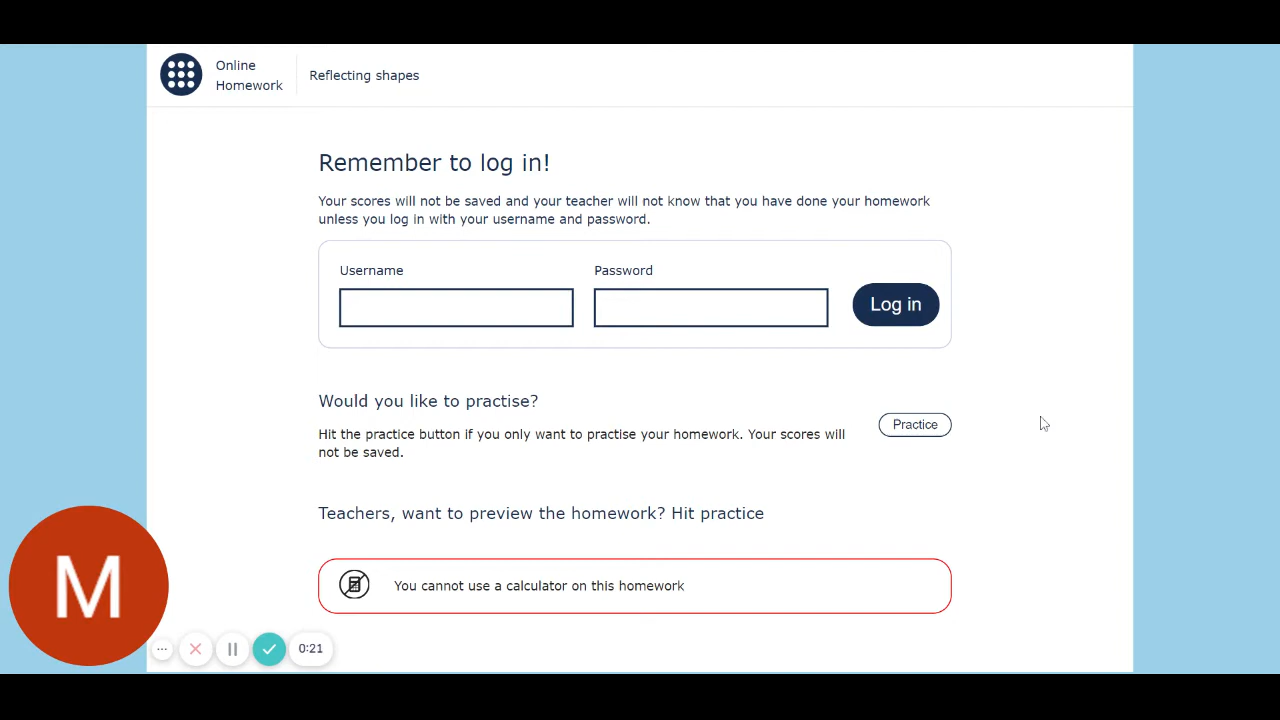 Online
Homework
Reflecting shapes
Remember to log in!
Your scores will not be saved and your teacher will not know that you have done your homework
unless you log in with your username and password.
Username
Password
Log in
Would you like to practise?
Hit the practice button if you only want to practise your homework. Your scores will
not be saved.
Practice
Teachers, want to preview the homework? Hit practice
You cannot use a calculator on this homework
M
0:21